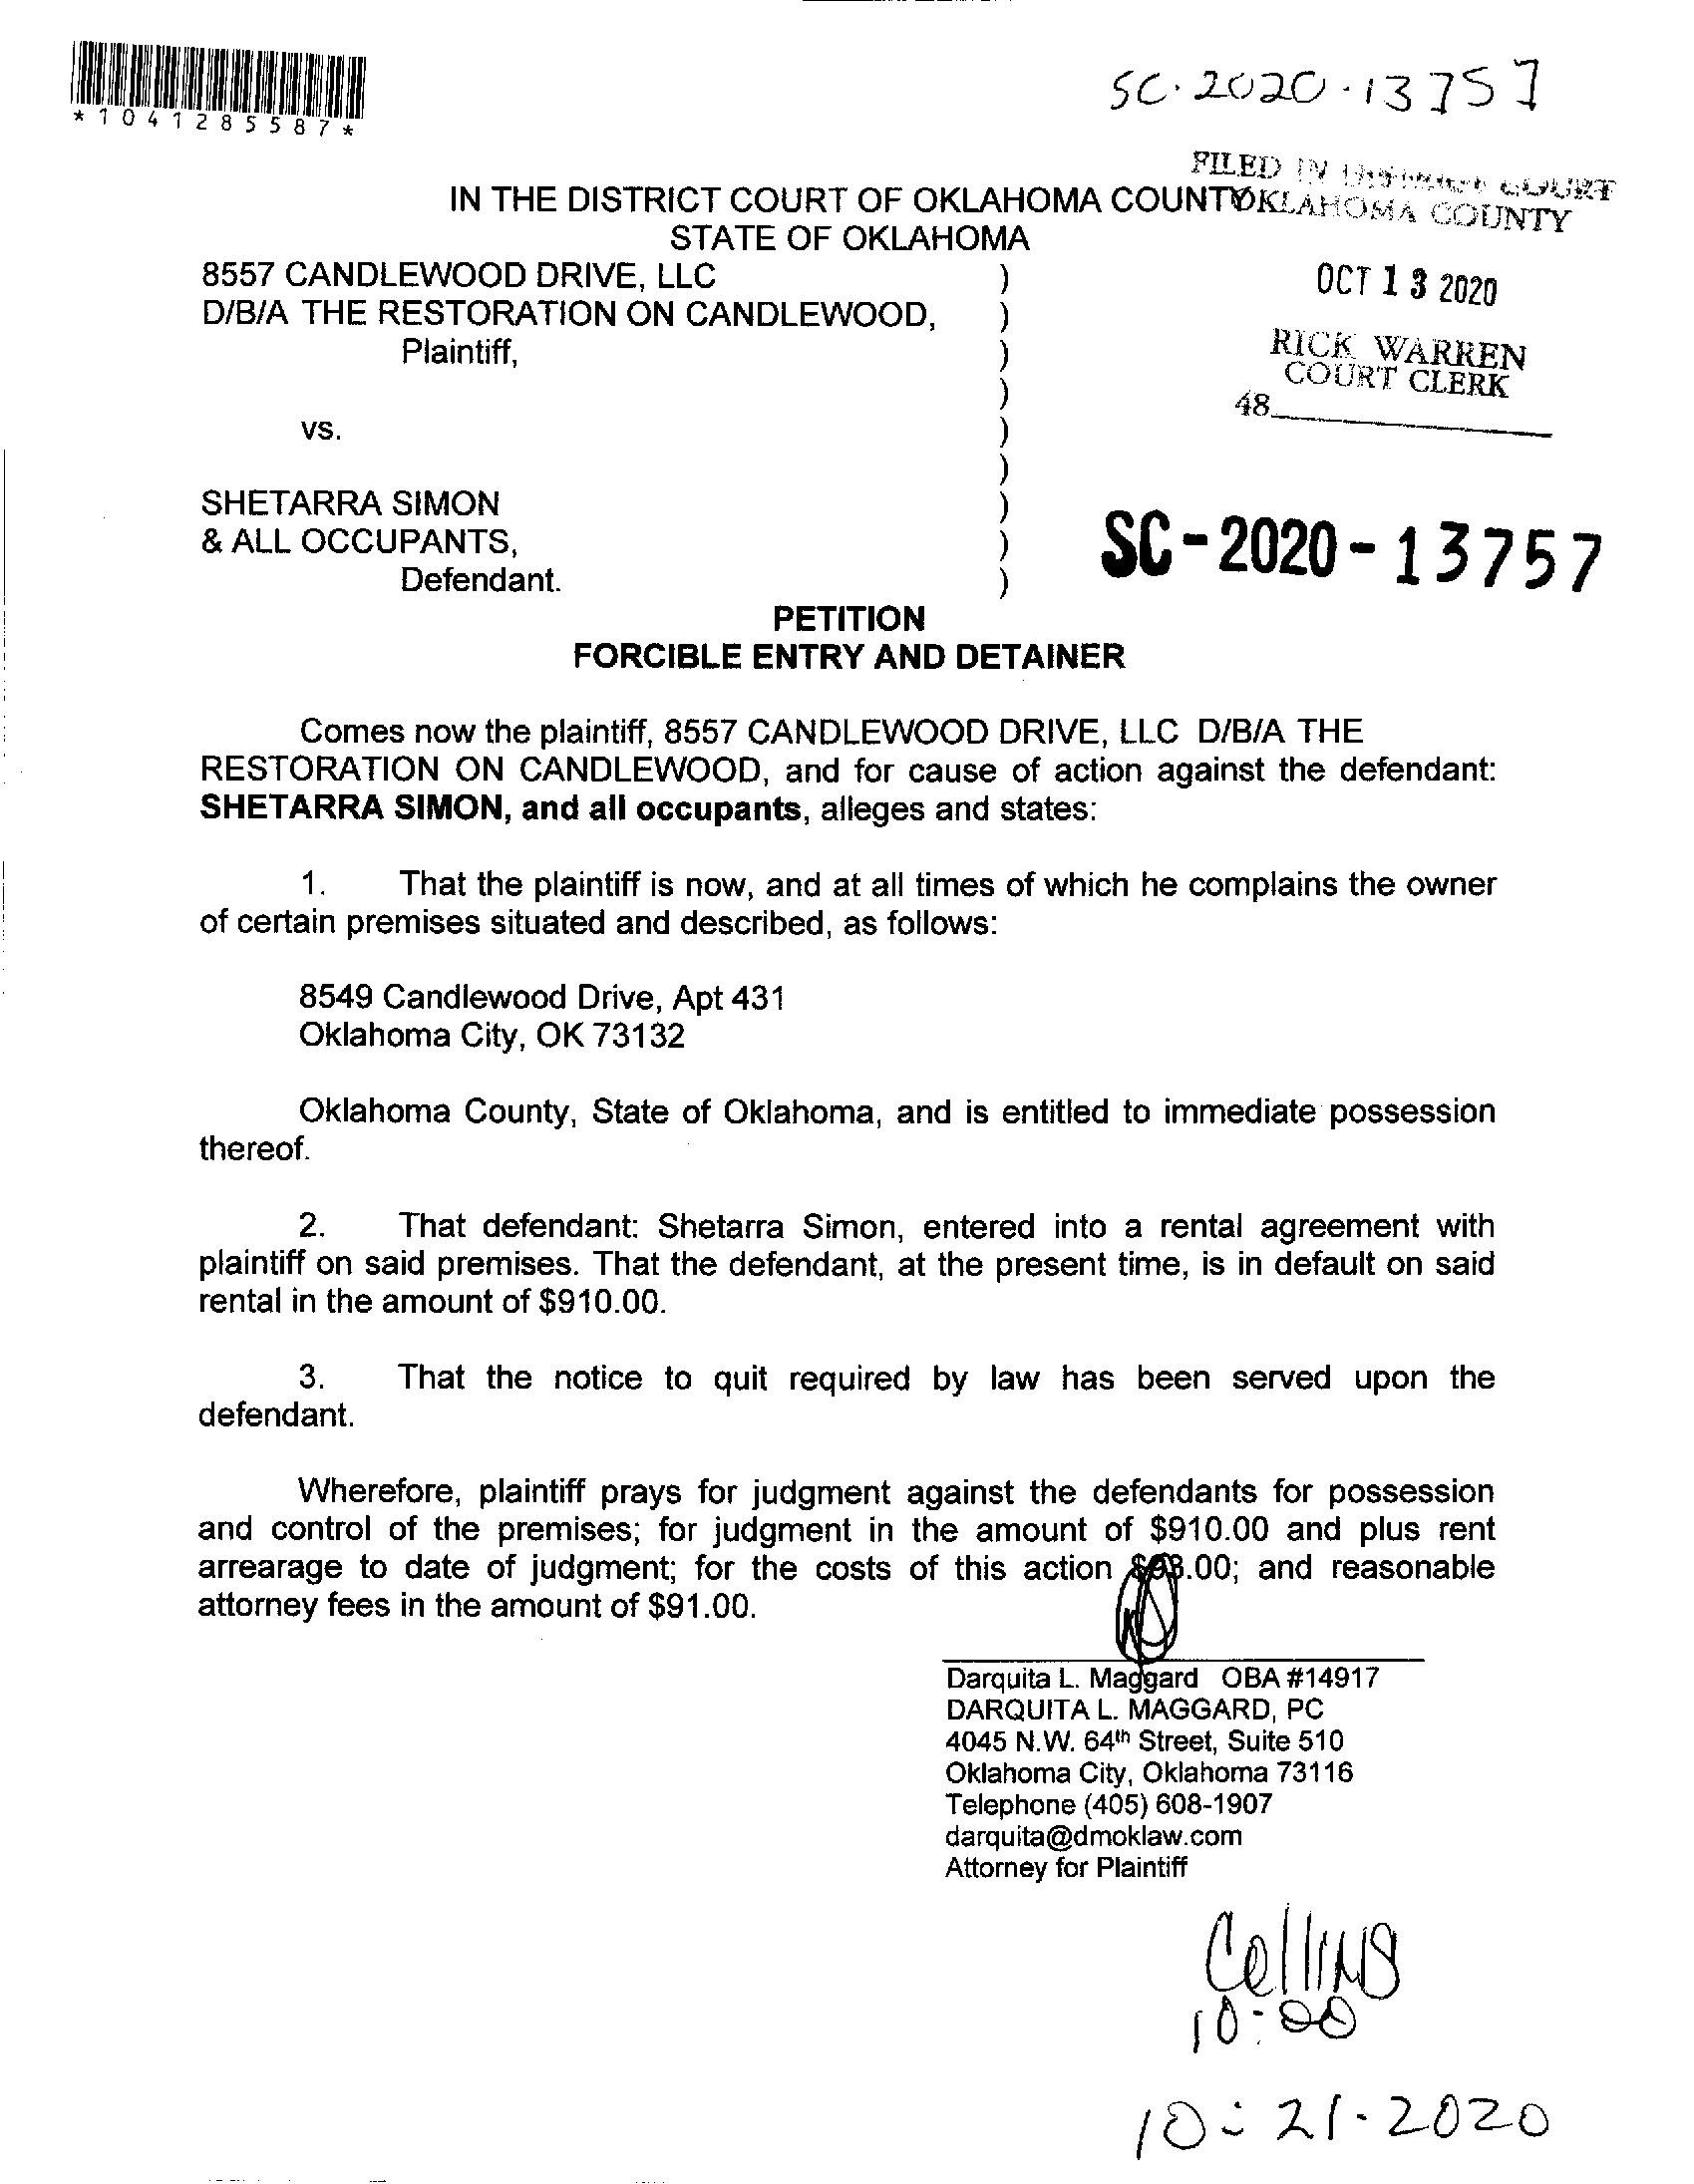 *1041285587*
SC-2020-13757
FILED IN DISTRICT COURT
OKLAHOMA COUNTY
IN THE DISTRICT COURT OF OKLAHOMA COUNTY
STATE OF OKLAHOMA
8557 CANDLEWOOD DRIVE, LLC )
D/B/A THE RESTORATION ON CANDLEWOOD, )
Plaintiff, )
)
vs. )
)
SHETARRA SIMON )
& ALL OCCUPANTS, )
Defendant. )
OCT 13 2020
RICK WARREN
COURT CLERK
48
SC-2020-13757
PETITION
FORCIBLE ENTRY AND DETAINER
Comes now the plaintiff, 8557 CANDLEWOOD DRIVE, LLC D/B/A THE
RESTORATION ON CANDLEWOOD, and for cause of action against the defendant:
SHETARRA SIMON, and all occupants, alleges and states:
1. That the plaintiff is now, and at all times of which he complains the owner
of certain premises situated and described, as follows:
8549 Candlewood Drive, Apt 431
Oklahoma City, OK 73132
Oklahoma County, State of Oklahoma, and is entitled to immediate possession
thereof.
2. That defendant: Shetarra Simon, entered into a rental agreement with
plaintiff on said premises. That the defendant, at the present time, is in default on said
rental in the amount of $910.00.
3. That the notice to quit required by law has been served upon the
defendant.
Wherefore, plaintiff prays for judgment against the defendants for possession
and control of the premises; for judgment in the amount of $910.00 and plus rent
arrearage to date of judgment; for the costs of this action and reasonable
attorney fees in the amount of $91.00.
Darquita L. Maggard OBA #14917
DARQUITA L. MAGGARD, PC
4045 N.W. 64th Street, Suite 510
Oklahoma City, Oklahoma 73116
Telephone (405) 608-1907
darquita@dmoklaw.com
Attorney for Plaintiff
Collins
10:00
10-21-2020